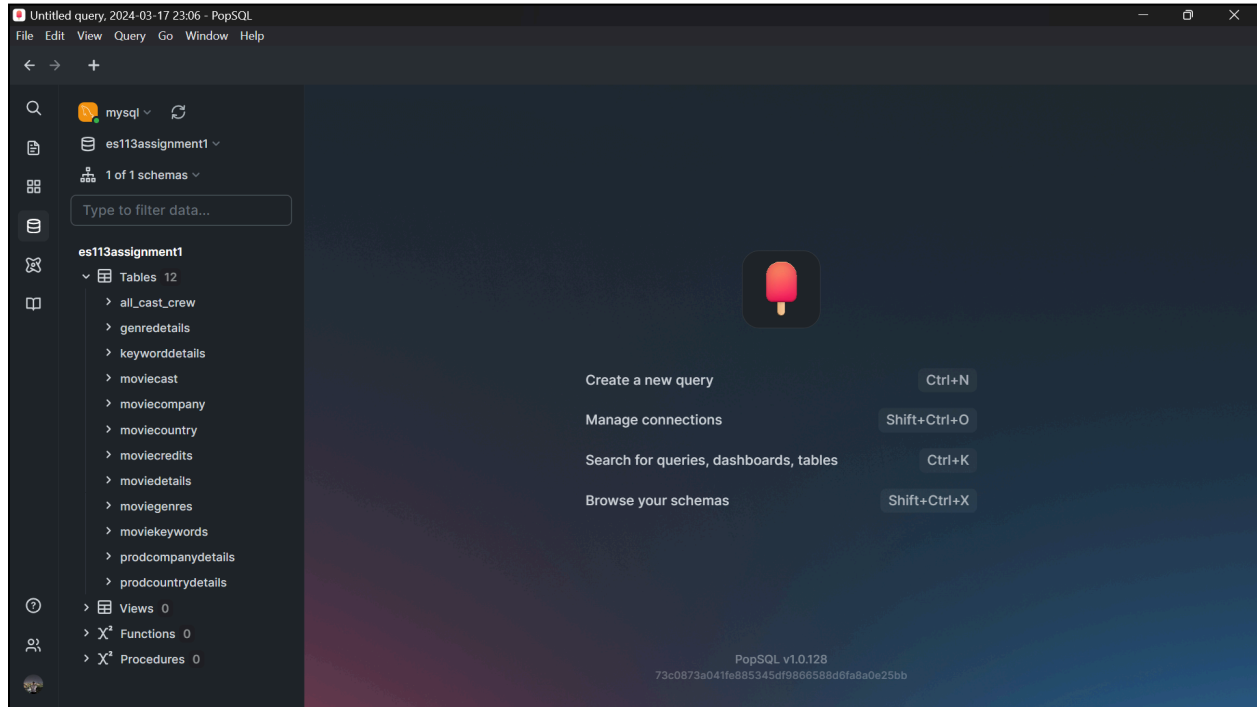 Untitled query, 2024-03-17 23:06 - PopSQL
File Edit View Query Go Window Help
mysql
es113assignment1
1 of 1 schemas
Type to filter data...
es113assignment1
Tables 12
all_cast_crew
genredetails
keyworddetails
moviecast
moviecompany
moviecountry
moviecredits
moviedetails
moviegenres
moviekeywords
prodcompanydetails
prodcountrydetails
Views 0
Functions 0
Procedures 0
Create a new query Ctrl+N
Manage connections Shift+Ctrl+O
Search for queries, dashboards, tables Ctrl+K
Browse your schemas Shift+Ctrl+X
PopSQL v1.0.128
73c0873a041fe885345df9866588d6fa8a0e25bb